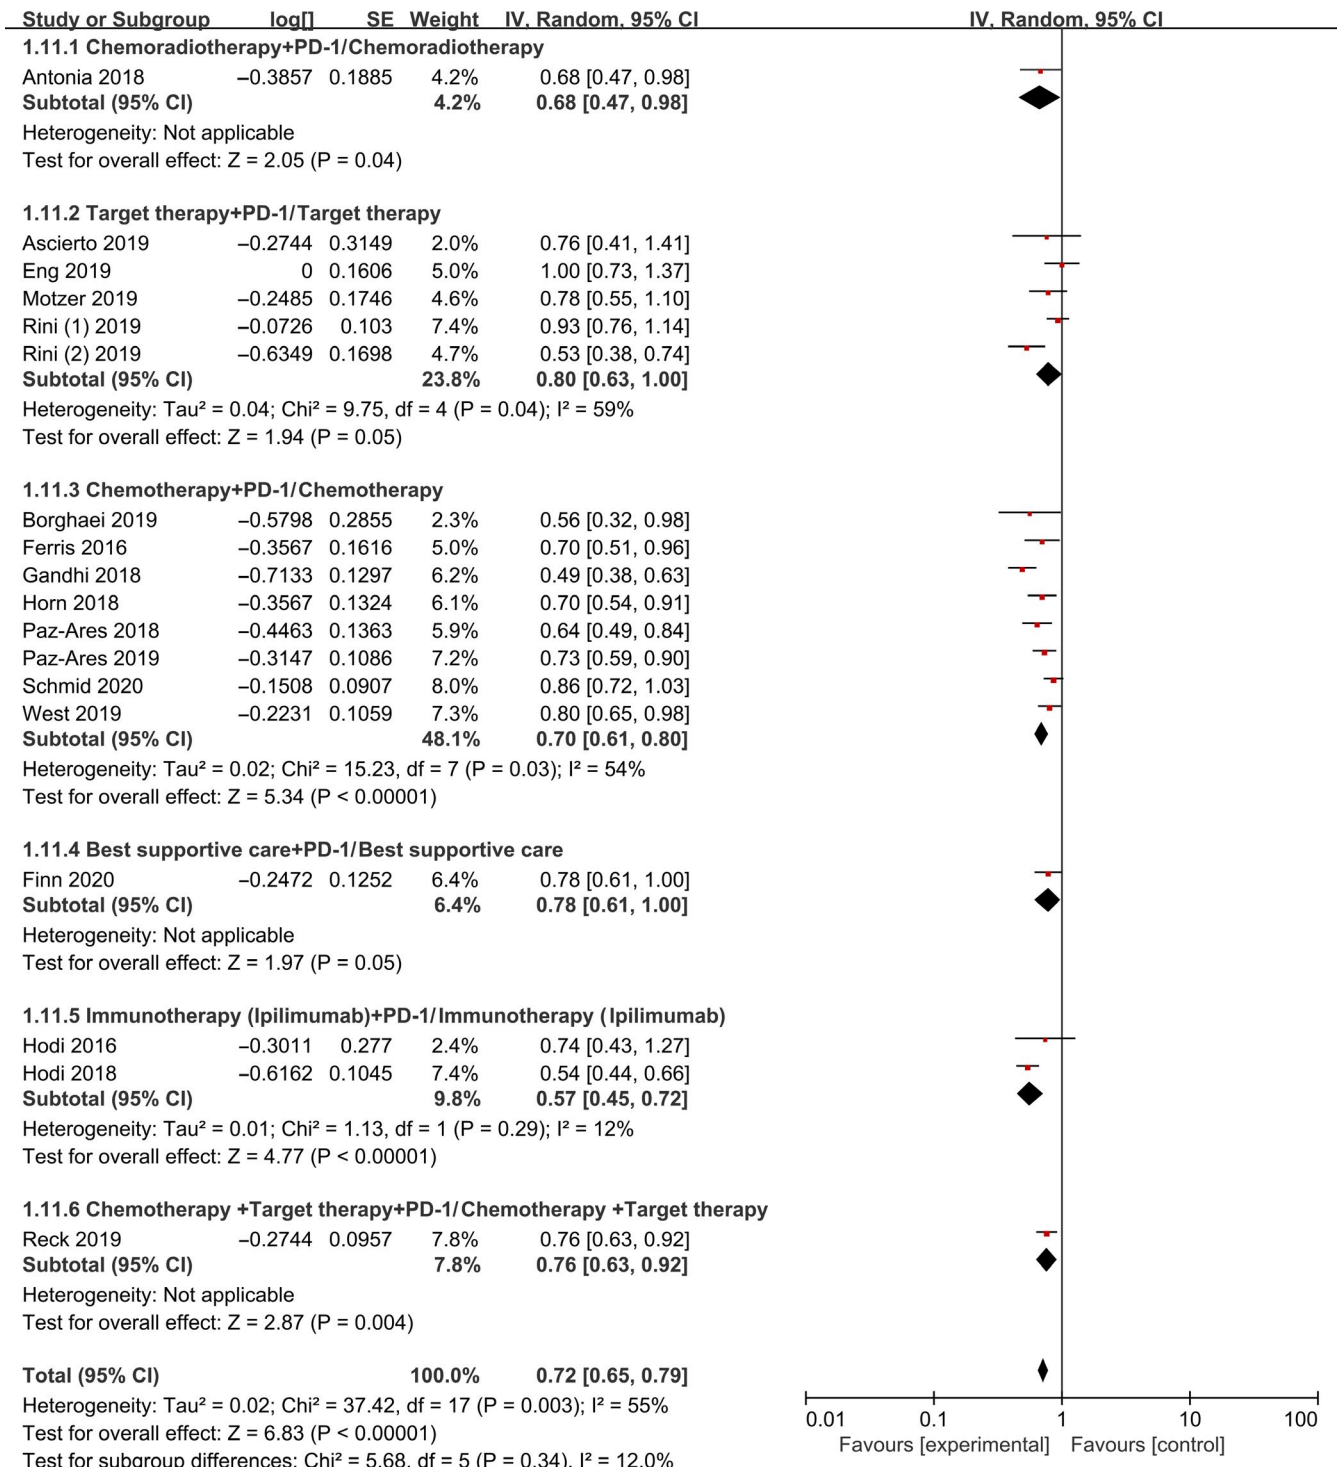 Study or Subgroup log[] SE Weight IV, Random, 95% CI IV, Random, 95% CI
1.11.1 Chemoradiotherapy+PD-1/Chemoradiotherapy
Antonia 2018 −0.3857 0.1885 4.2% 0.68 [0.47, 0.98]
Subtotal (95% CI) 4.2% 0.68 [0.47, 0.98]
Heterogeneity: Not applicable
Test for overall effect: Z = 2.05 (P = 0.04)
1.11.2 Target therapy+PD-1/Target therapy
Ascierto 2019 −0.2744 0.3149 2.0% 0.76 [0.41, 1.41]
Eng 2019 0 0.1606 5.0% 1.00 [0.73, 1.37]
Motzer 2019 −0.2485 0.1746 4.6% 0.78 [0.55, 1.10]
Rini (1) 2019 −0.0726 0.103 7.4% 0.93 [0.76, 1.14]
Rini (2) 2019 −0.6349 0.1698 4.7% 0.53 [0.38, 0.74]
Subtotal (95% CI) 23.8% 0.80 [0.63, 1.00]
Heterogeneity: Tau² = 0.04; Chi² = 9.75, df = 4 (P = 0.04); I² = 59%
Test for overall effect: Z = 1.94 (P = 0.05)
1.11.3 Chemotherapy+PD-1/Chemotherapy
Borghaei 2019 −0.5798 0.2855 2.3% 0.56 [0.32, 0.98]
Ferris 2016 −0.3567 0.1616 5.0% 0.70 [0.51, 0.96]
Gandhi 2018 −0.7133 0.1297 6.2% 0.49 [0.38, 0.63]
Horn 2018 −0.3567 0.1324 6.1% 0.70 [0.54, 0.91]
Paz-Ares 2018 −0.4463 0.1363 5.9% 0.64 [0.49, 0.84]
Paz-Ares 2019 −0.3147 0.1086 7.2% 0.73 [0.59, 0.90]
Schmid 2020 −0.1508 0.0907 8.0% 0.86 [0.72, 1.03]
West 2019 −0.2231 0.1059 7.3% 0.80 [0.65, 0.98]
Subtotal (95% CI) 48.1% 0.70 [0.61, 0.80]
Heterogeneity: Tau² = 0.02; Chi² = 15.23, df = 7 (P = 0.03); I² = 54%
Test for overall effect: Z = 5.34 (P < 0.00001)
1.11.4 Best supportive care+PD-1/Best supportive care
Finn 2020 −0.2472 0.1252 6.4% 0.78 [0.61, 1.00]
Subtotal (95% CI) 6.4% 0.78 [0.61, 1.00]
Heterogeneity: Not applicable
Test for overall effect: Z = 1.97 (P = 0.05)
1.11.5 Immunotherapy (Ipilimumab)+PD-1/Immunotherapy (Ipilimumab)
Hodi 2016 −0.3011 0.277 2.4% 0.74 [0.43, 1.27]
Hodi 2018 −0.6162 0.1045 7.4% 0.54 [0.44, 0.66]
Subtotal (95% CI) 9.8% 0.57 [0.45, 0.72]
Heterogeneity: Tau² = 0.01; Chi² = 1.13, df = 1 (P = 0.29); I² = 12%
Test for overall effect: Z = 4.77 (P < 0.00001)
1.11.6 Chemotherapy +Target therapy+PD-1/Chemotherapy +Target therapy
Reck 2019 −0.2744 0.0957 7.8% 0.76 [0.63, 0.92]
Subtotal (95% CI) 7.8% 0.76 [0.63, 0.92]
Heterogeneity: Not applicable
Test for overall effect: Z = 2.87 (P = 0.004)
Total (95% CI) 100.0% 0.72 [0.65, 0.79]
Heterogeneity: Tau² = 0.02; Chi² = 37.42, df = 17 (P = 0.003); I² = 55%
Test for overall effect: Z = 6.83 (P < 0.00001)
Test for subgroup differences: Chi² = 5.68, df = 5 (P = 0.34), I² = 12.0%
0.01 0.1 1 10 100
Favours [experimental] Favours [control]